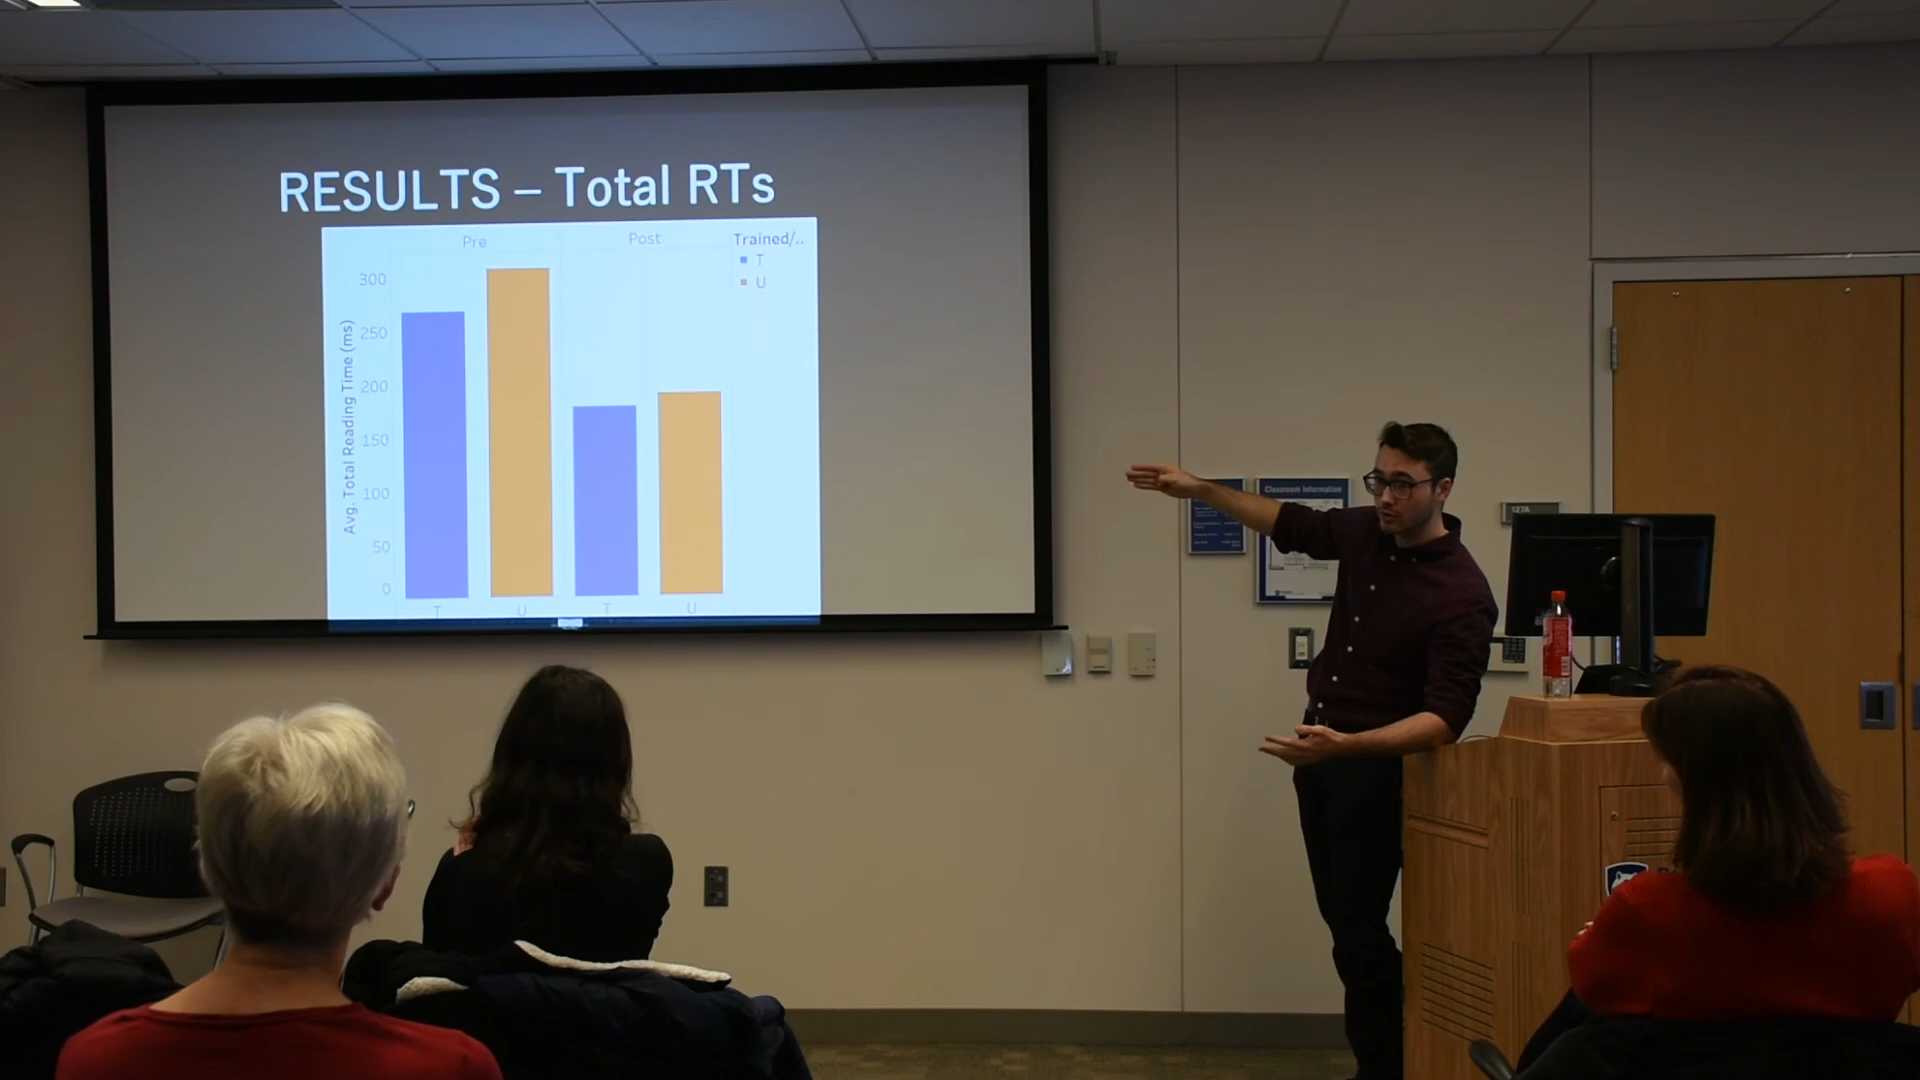 RESULTS – Total RTs
Pre
Post
Trained/..
T
U
300
250
200
150
100
50
0
Avg. Total Reading Time (ms)
T
U
T
U
Classroom Information
127A